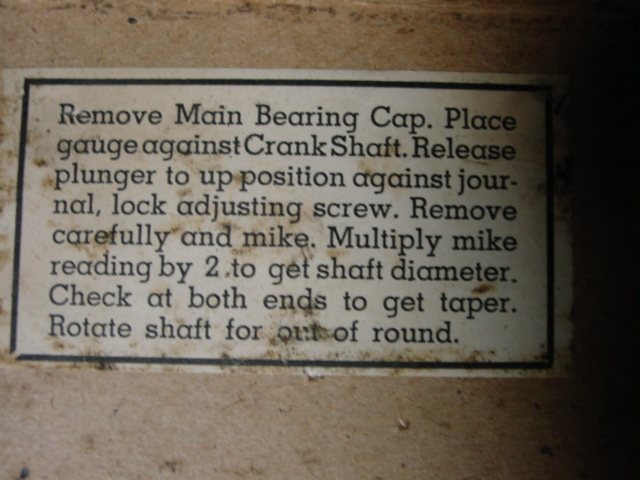 Remove Main Bearing Cap. Place
gauge against Crank Shaft. Release
plunger to up position against jour-
nal, lock adjusting screw. Remove
carefully and mike. Multiply mike
reading by 2 to get shaft diameter.
Check at both ends to get taper.
Rotate shaft for out of round.